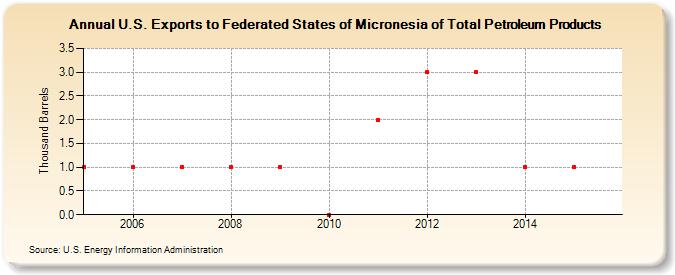 Annual U.S. Exports to Federated States of Micronesia of Total Petroleum Products
Thousand Barrels
3.5
3.0
2.5
2.0
1.5
1.0
0.5
0.0
2006 2008 2010 2012 2014
Source: U.S. Energy Information Administration